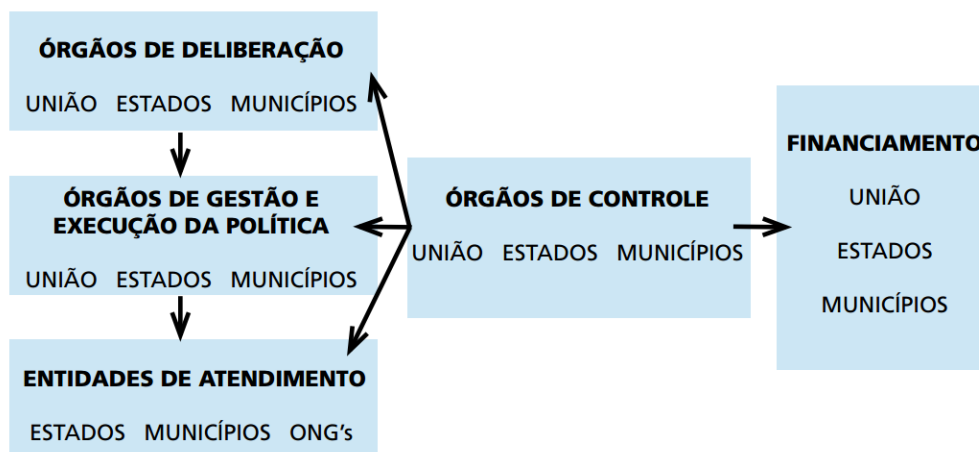 ÓRGÃOS DE DELIBERAÇÃO
UNIÃO ESTADOS MUNICÍPIOS
ÓRGÃOS DE GESTÃO E
EXECUÇÃO DA POLÍTICA
UNIÃO ESTADOS MUNICÍPIOS
ENTIDADES DE ATENDIMENTO
ESTADOS MUNICÍPIOS ONG's
ÓRGÃOS DE CONTROLE
UNIÃO ESTADOS MUNICÍPIOS
FINANCIAMENTO
UNIÃO
ESTADOS
MUNICÍPIOS